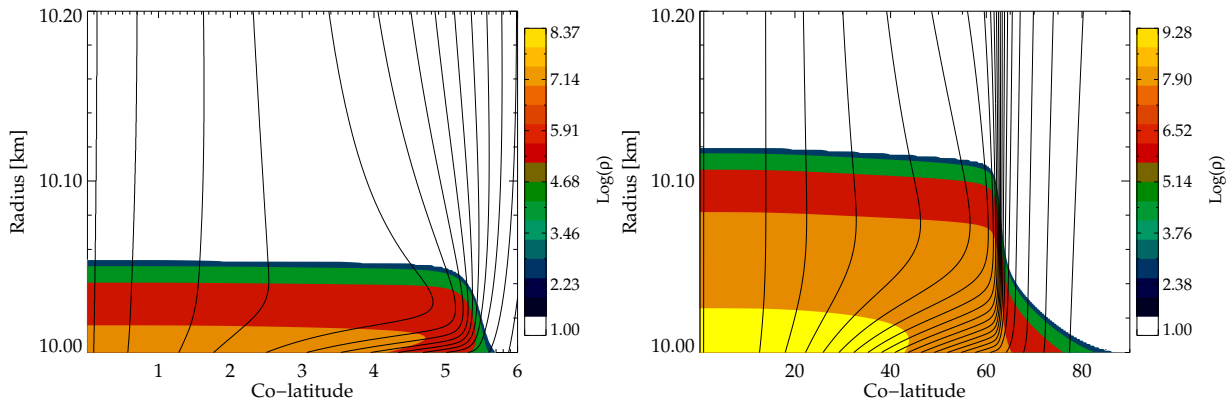 10.20
10.10
10.00
Radius [km]
1 2 3 4 5 6
Co-latitude
8.37
7.14
5.91
4.68
3.46
2.23
1.00
Log(ρ)
10.20
10.10
10.00
Radius [km]
20 40 60 80
Co-latitude
9.28
7.90
6.52
5.14
3.76
2.38
1.00
Log(ρ)